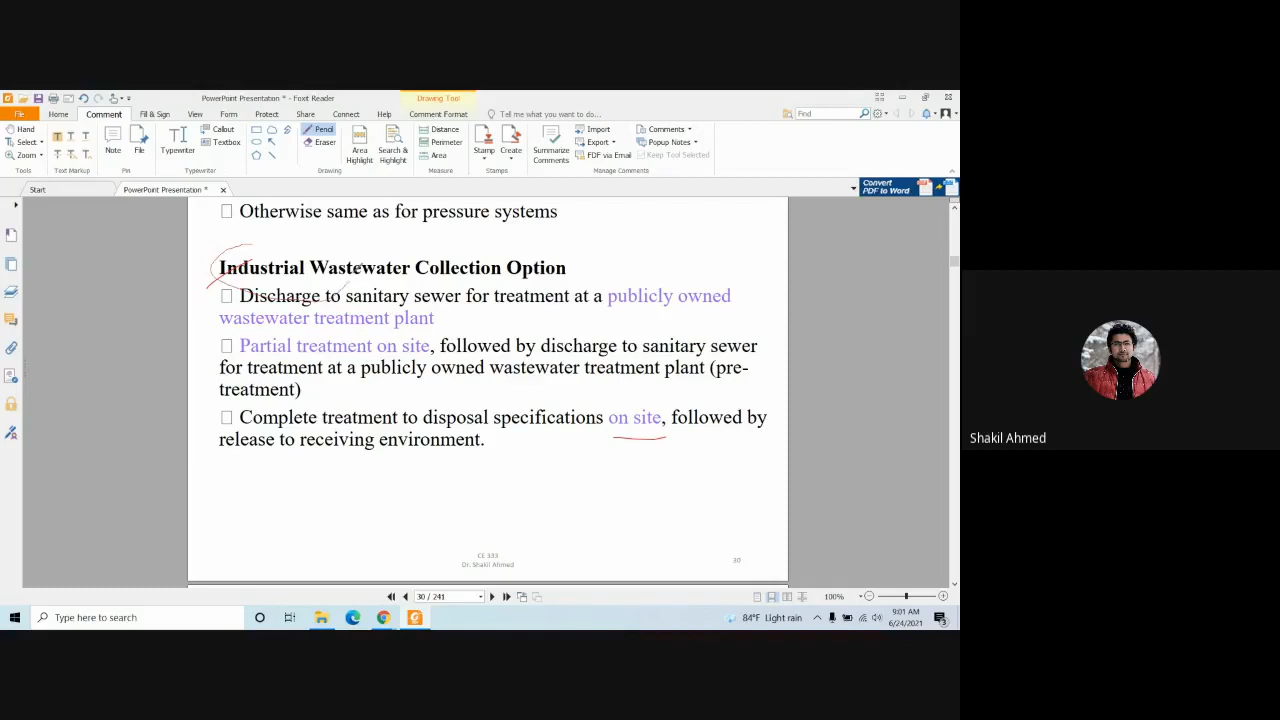 PowerPoint Presentation * - Foxit Reader
Drawing Tool
File
Home
Comment
Fill & Sign
View
Form
Protect
Share
Connect
Help
Comment Format
Tell me what you want to do...
Find
Hand
Select
Zoom
Tools
Text Markup
Note
File
Pin
Typewriter
Callout
Textbox
Typewriter
Pencil
Eraser
Area Highlight
Search & Highlight
Drawing
Distance
Perimeter
Area
Measure
Stamp
Create
Stamps
Summarize Comments
Import
Export
FDF via Email
Comments
Popup Notes
Keep Tool Selected
Manage Comments
Start
PowerPoint Presentation *
Convert PDF to Word
Otherwise same as for pressure systems
Industrial Wastewater Collection Option
Discharge to sanitary sewer for treatment at a publicly owned
wastewater treatment plant
Partial treatment on site, followed by discharge to sanitary sewer
for treatment at a publicly owned wastewater treatment plant (pre-
treatment)
Complete treatment to disposal specifications on site, followed by
release to receiving environment.
CE 333
Dr. Shakil Ahmed
30
Shakil Ahmed
30 / 241
100%
Type here to search
84°F Light rain
9:01 AM
6/24/2021
3